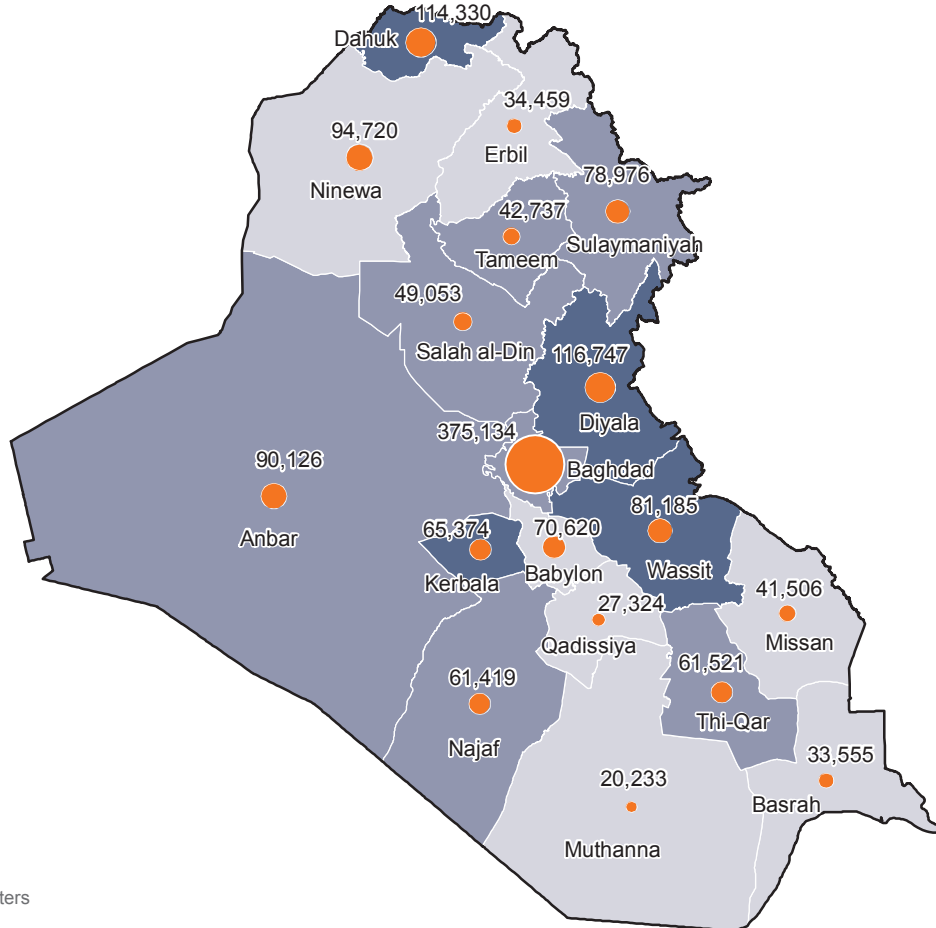 114,330
Dahuk
34,459
Erbil
94,720
Ninewa
78,976
Sulaymaniyah
42,737
Tameem
49,053
Salah al-Din
116,747
Diyala
375,134
Baghdad
90,126
Anbar
81,185
Wassit
65,374
Kerbala
70,620
Babylon
41,506
Missan
27,324
Qadissiya
61,419
Najaf
61,521
Thi-Qar
33,555
Basrah
20,233
Muthanna
ters